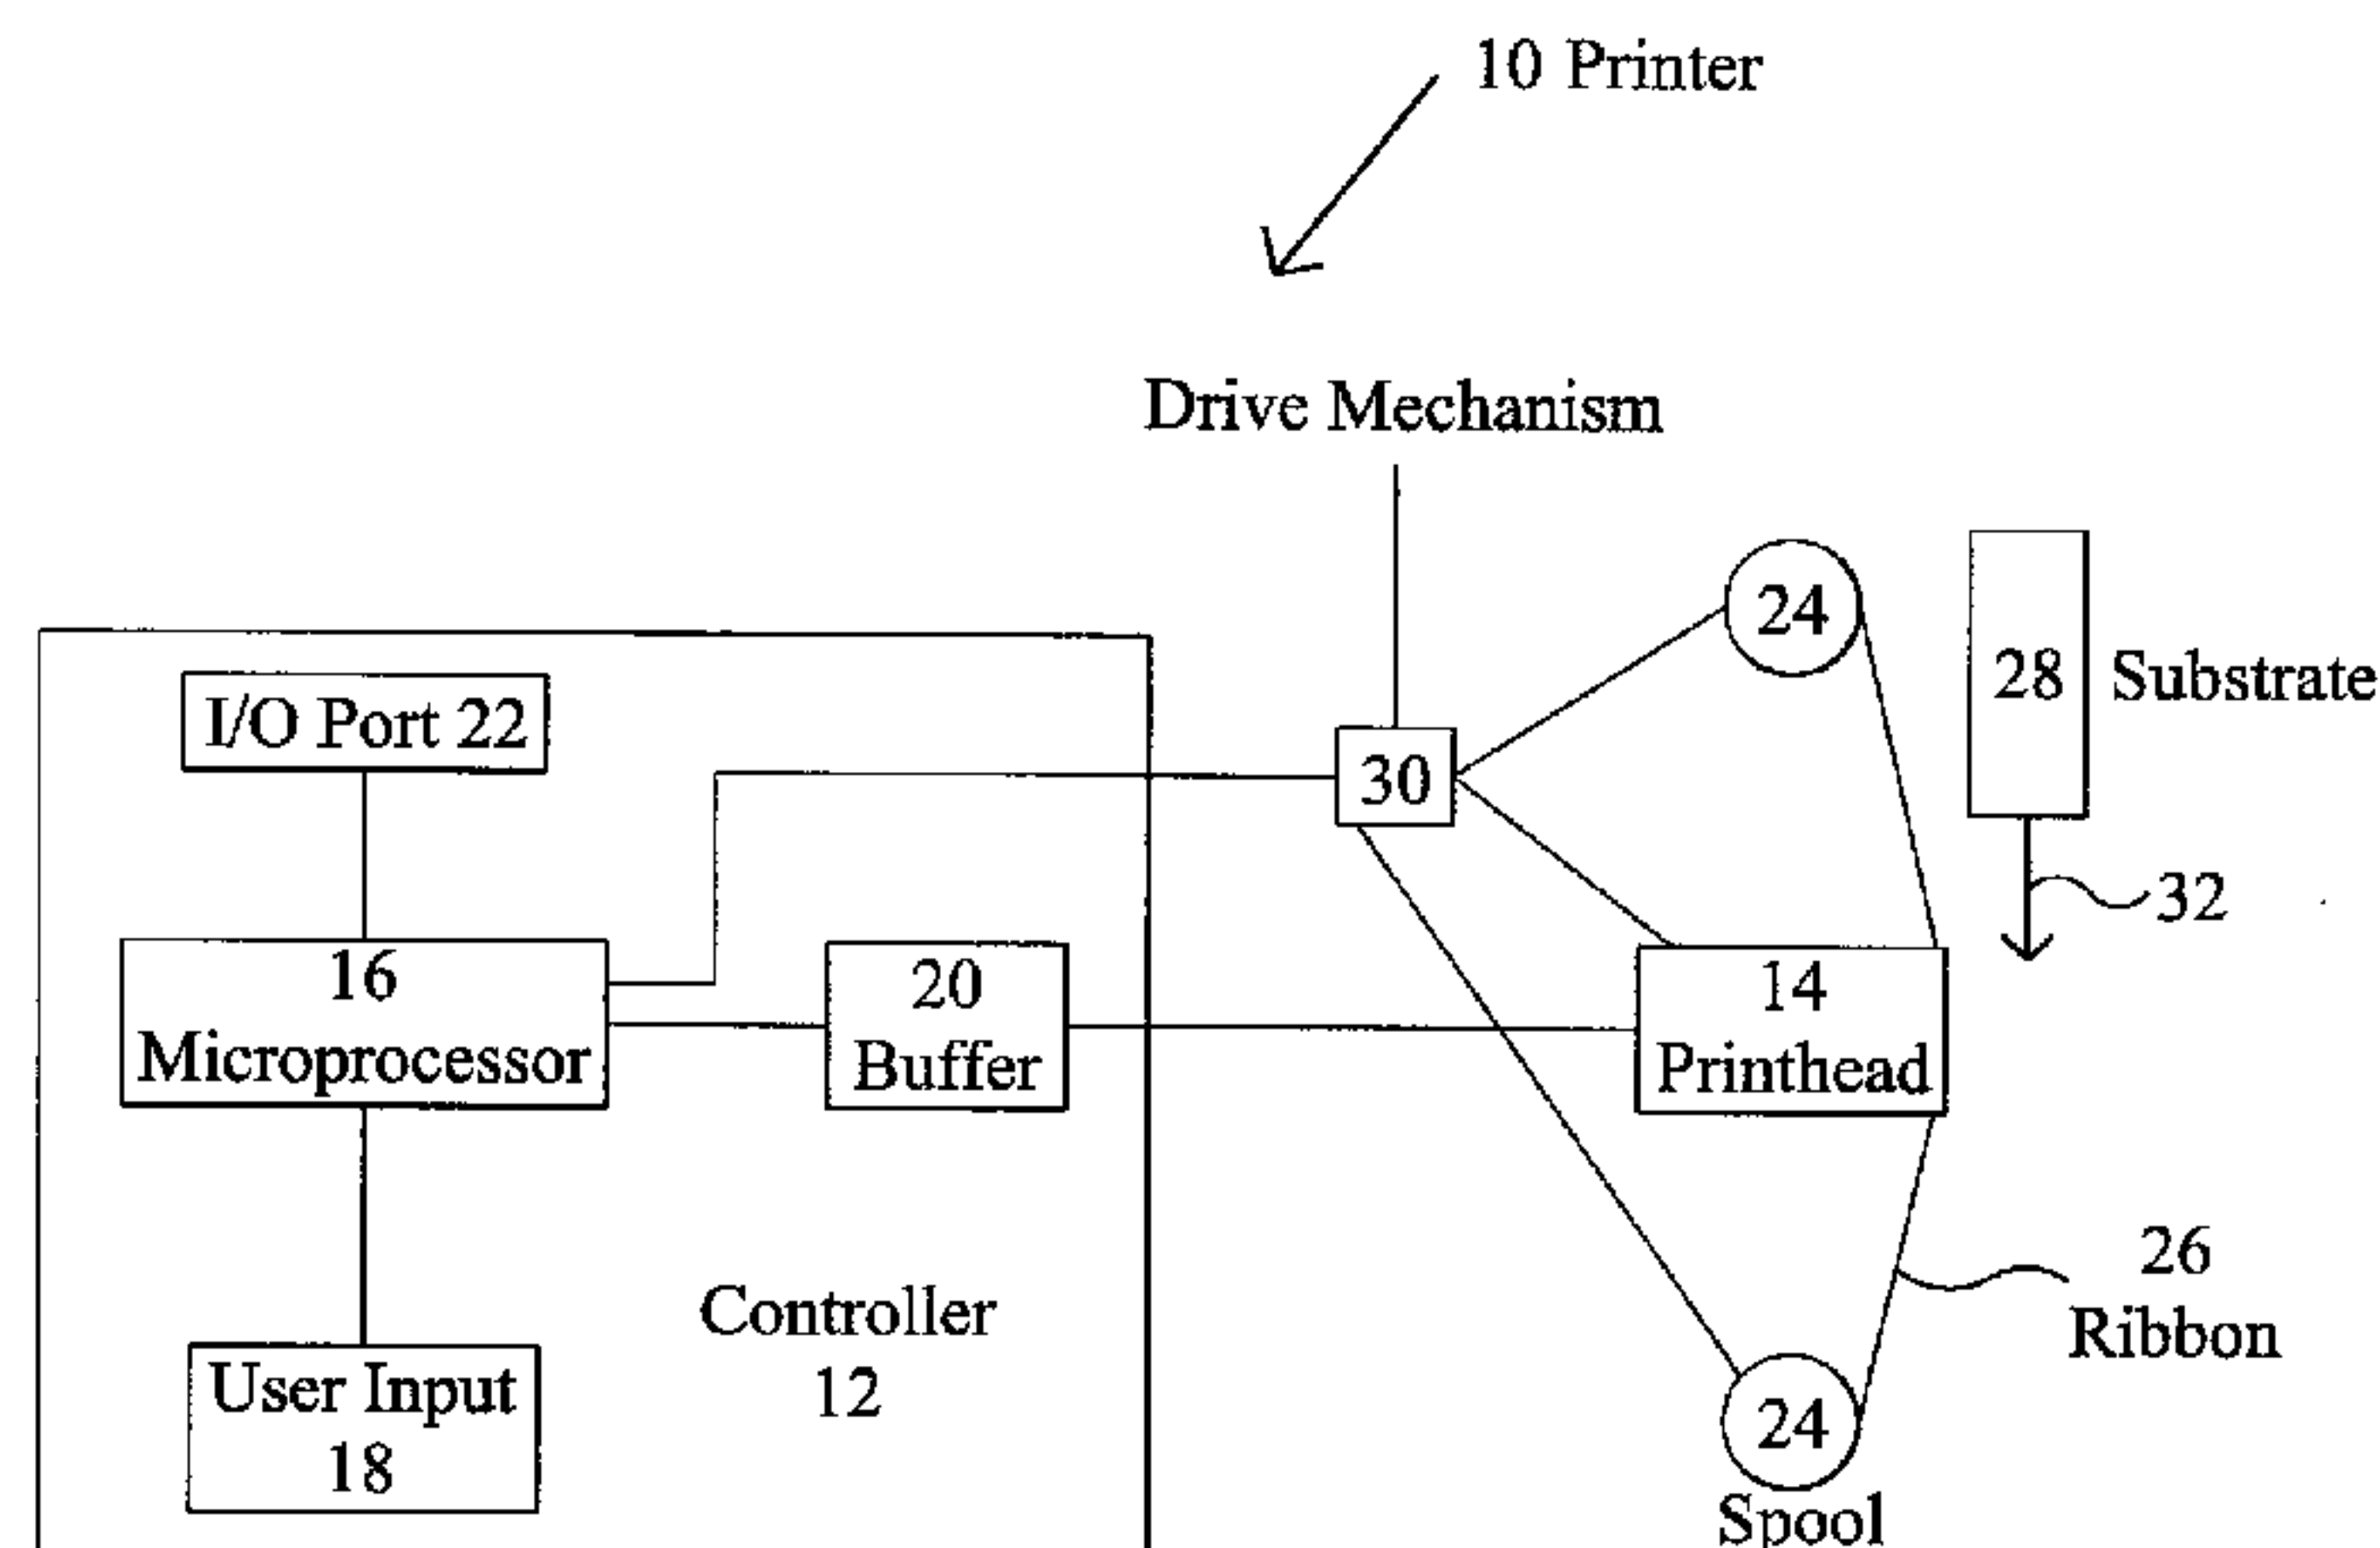 10 Printer
Drive Mechanism
24
28
Substrate
I/O Port 22
30
32
16
Microprocessor
20
Buffer
14
Printhead
26
Ribbon
Controller
12
User Input
18
24
Spool